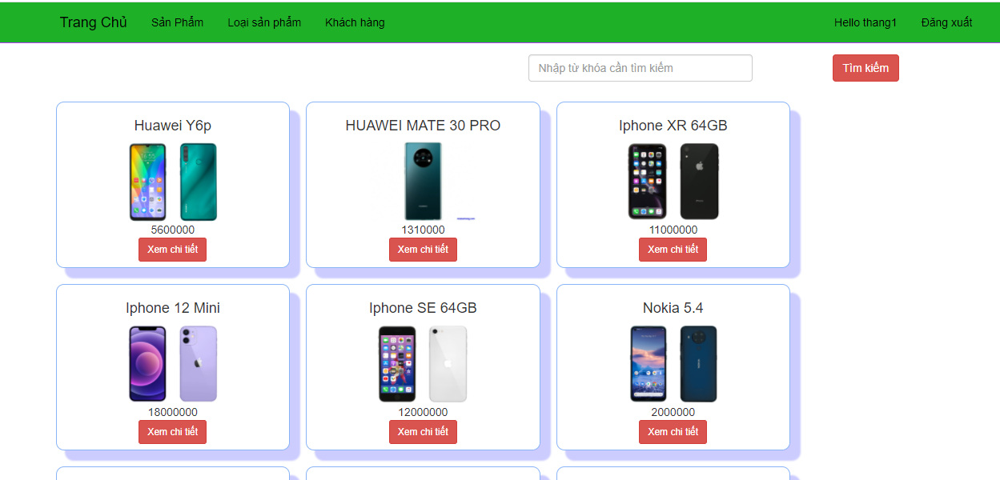 Trang Chủ Sản Phẩm Loại sản phẩm Khách hàng Hello thang1 Đăng xuất
Nhập từ khóa cần tìm kiếm Tìm kiếm
Huawei Y6p HUAWEI MATE 30 PRO Iphone XR 64GB
5600000 1310000 11000000
Xem chi tiết Xem chi tiết Xem chi tiết
Iphone 12 Mini Iphone SE 64GB Nokia 5.4
18000000 12000000 2000000
Xem chi tiết Xem chi tiết Xem chi tiết